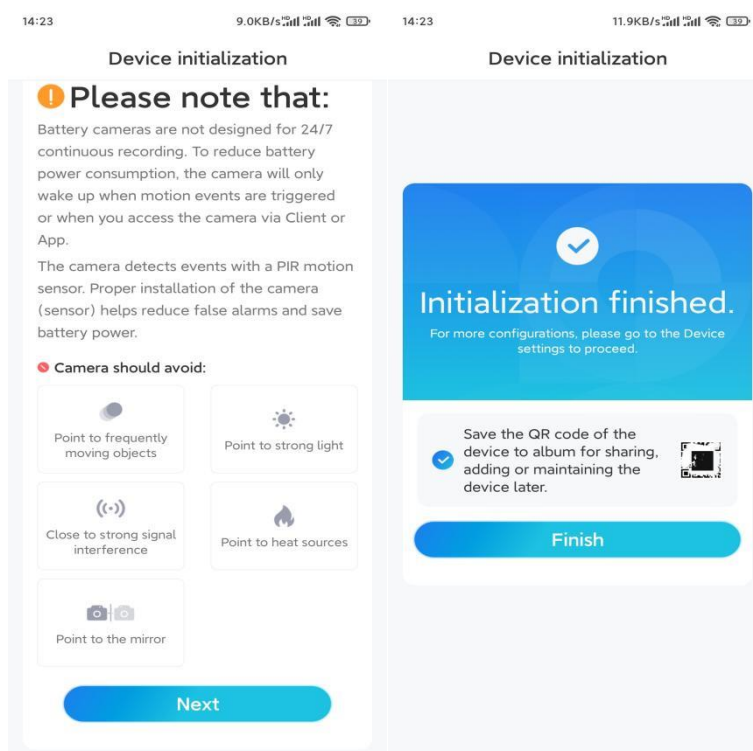 14:23
9.0KB/s
39
Device initialization
Please note that:
Battery cameras are not designed for 24/7
continuous recording. To reduce battery
power consumption, the camera will only
wake up when motion events are triggered
or when you access the camera via Client or
App.
The camera detects events with a PIR motion
sensor. Proper installation of the camera
(sensor) helps reduce false alarms and save
battery power.
Camera should avoid:
Point to frequently
moving objects
Point to strong light
Close to strong signal
interference
Point to heat sources
Point to the mirror
Next
14:23
11.9KB/s
39
Device initialization
Initialization finished.
For more configurations, please go to the Device
settings to proceed.
Save the QR code of the
device to album for sharing,
adding or maintaining the
device later.
Finish